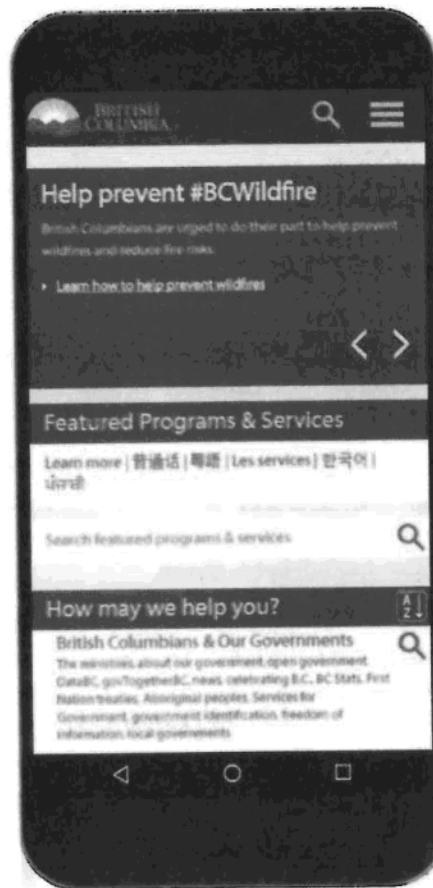 BRITISH
COLUMBIA
Help prevent #BCWildfire
British Columbians are urged to do their part to help prevent
wildfires and reduce fire risks.
Learn how to help prevent wildfires
Featured Programs & Services
Learn more | 普通话 | 粵語 | Les services | 한국어 |
ਪੰਜਾਬੀ
Search featured programs & services
How may we help you?
A
Z
British Columbians & Our Governments
The ministries, about our government, open government,
DataBC, govTogetherBC, news, celebrating B.C., BC Stats, First
Nation treaties, Aboriginal peoples, Services for
Government, government identification, freedom of
information, local governments